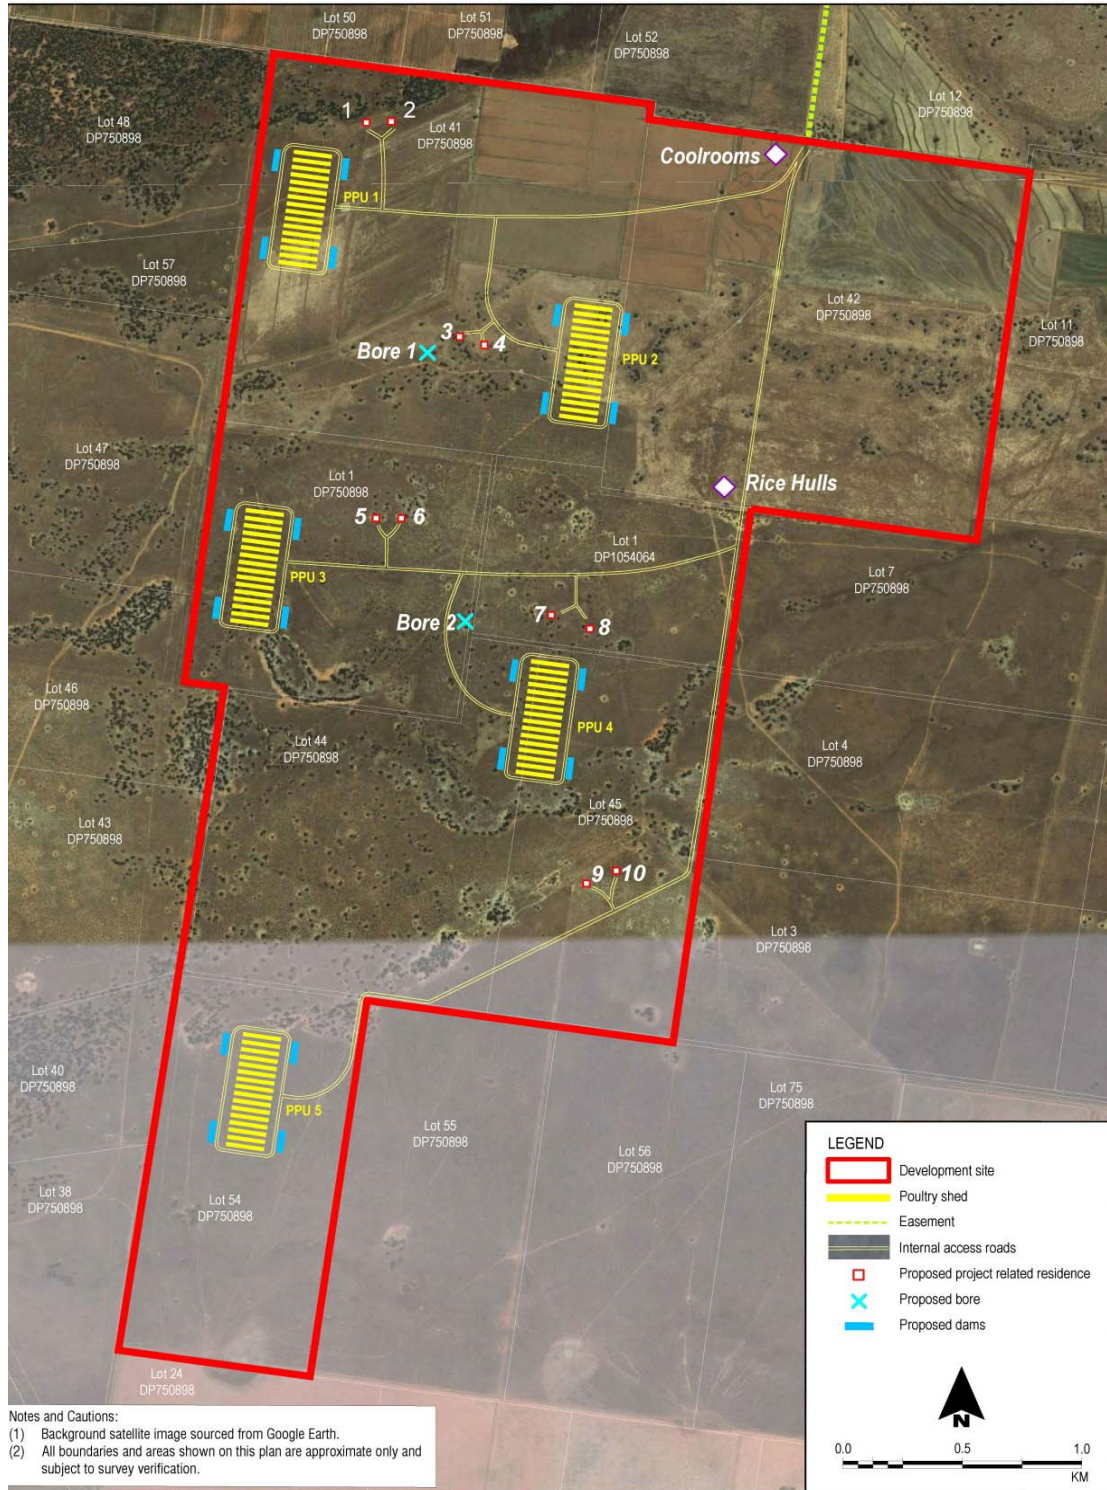 Lot 50
DP750898
Lot 51
DP750898
Lot 52
DP750898
Lot 12
DP750898
Lot 48
DP750898
1
2
Lot 41
DP750898
Coolrooms
PPU 1
Lot 57
DP750898
Lot 42
DP750898
Lot 11
DP750898
3
4
Bore 1
PPU 2
Lot 47
DP750898
Lot 1
DP750898
Rice Hulls
5
6
Lot 1
DP1054064
PPU 3
Lot 7
DP750898
Bore 2
7
8
Lot 46
DP750898
PPU 4
Lot 44
DP750898
Lot 4
DP750898
Lot 43
DP750898
Lot 45
DP750898
9
10
Lot 3
DP750898
Lot 40
DP750898
PPU 5
Lot 75
DP750898
Lot 55
DP750898
Lot 56
DP750898
Lot 38
DP750898
Lot 54
DP750898
Lot 24
DP750898
LEGEND
Development site
Poultry shed
Easement
Internal access roads
Proposed project related residence
Proposed bore
Proposed dams
N
0.0 0.5 1.0
KM
Notes and Cautions:
(1) Background satellite image sourced from Google Earth.
(2) All boundaries and areas shown on this plan are approximate only and
subject to survey verification.